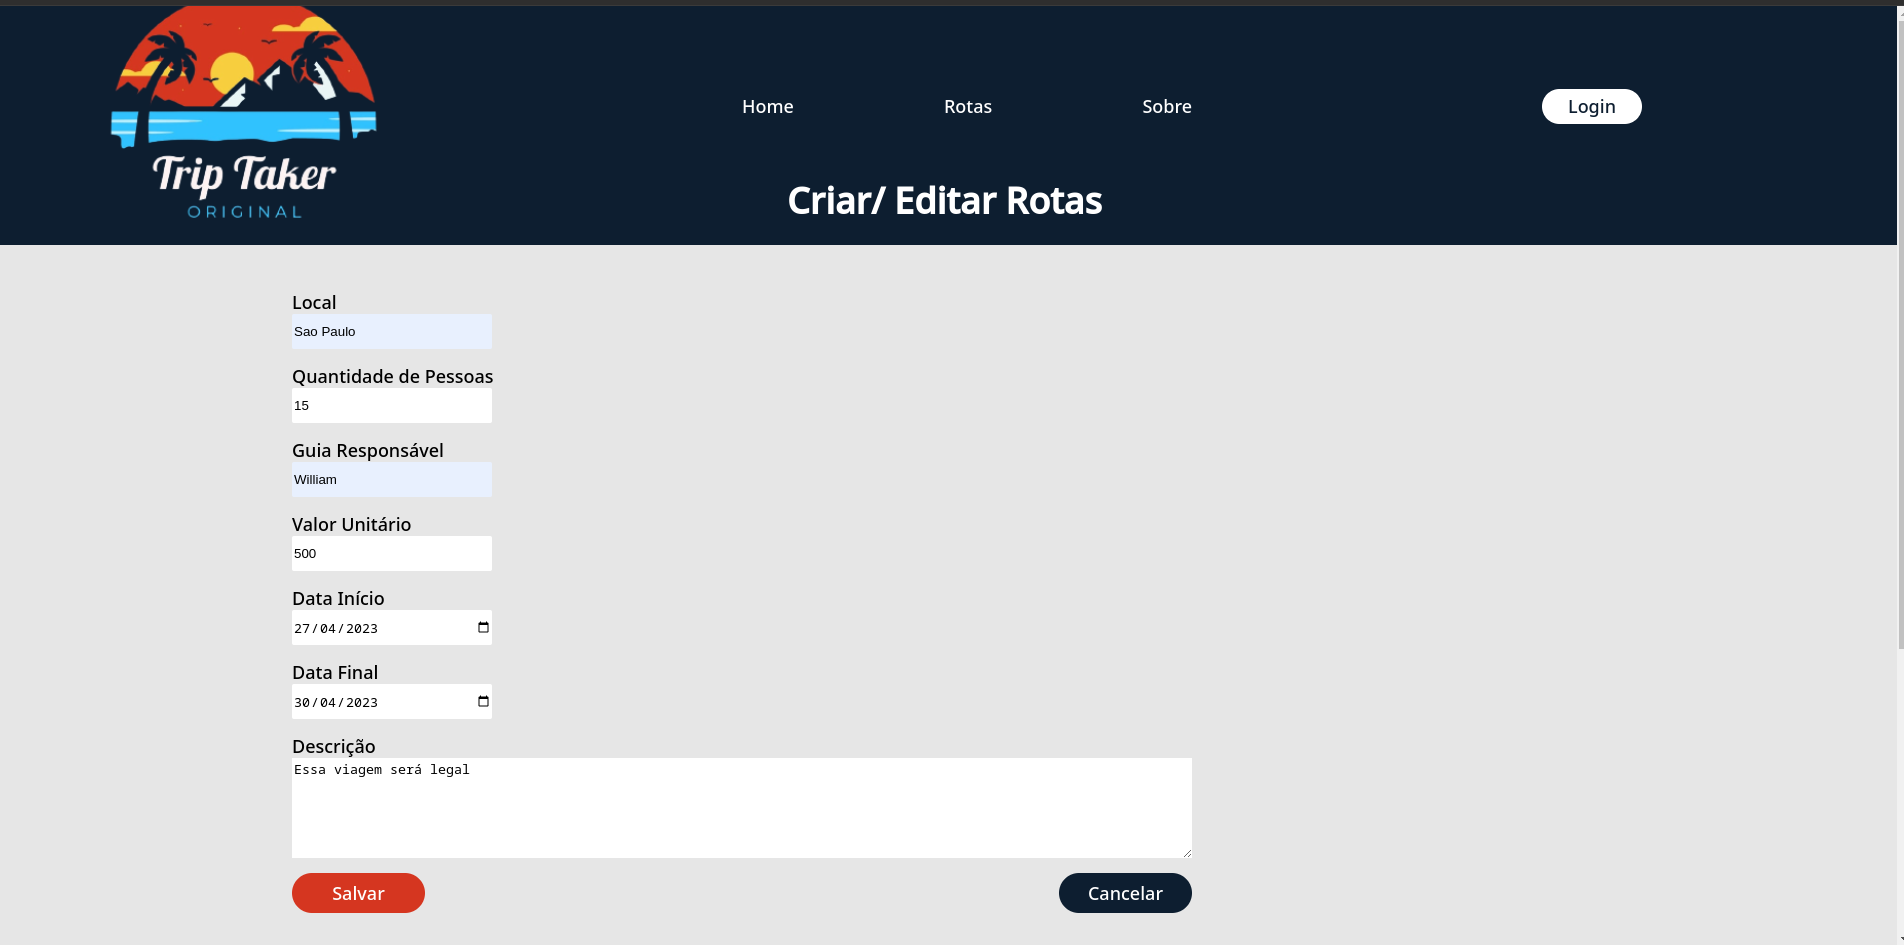 Trip Taker
ORIGINAL
Home
Rotas
Sobre
Login
Criar/ Editar Rotas
Local
Sao Paulo
Quantidade de Pessoas
15
Guia Responsável
William
Valor Unitário
500
Data Início
27/04/2023
Data Final
30/04/2023
Descrição
Essa viagem será legal
Salvar
Cancelar